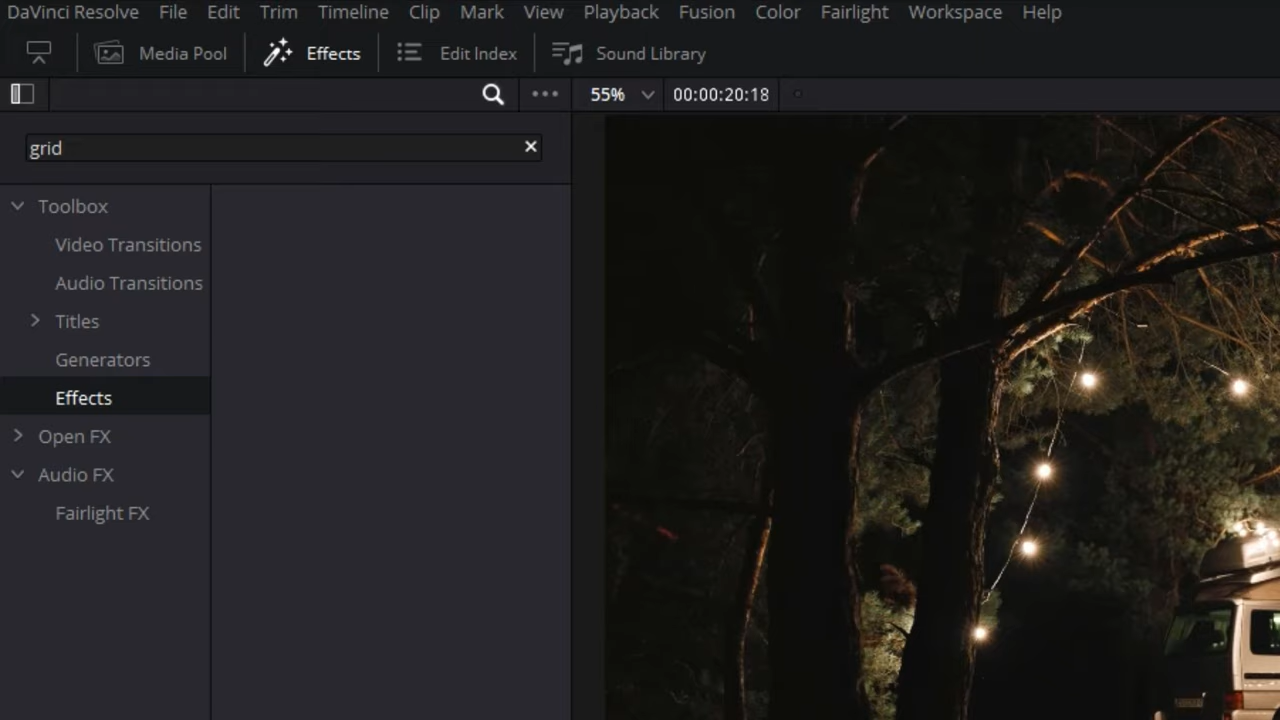 DaVinci Resolve File Edit Trim Timeline Clip Mark View Playback Fusion Color Fairlight Workspace Help
Media Pool Effects Edit Index Sound Library
55% 00:00:20:18
grid
Toolbox
Video Transitions
Audio Transitions
Titles
Generators
Effects
Open FX
Audio FX
Fairlight FX